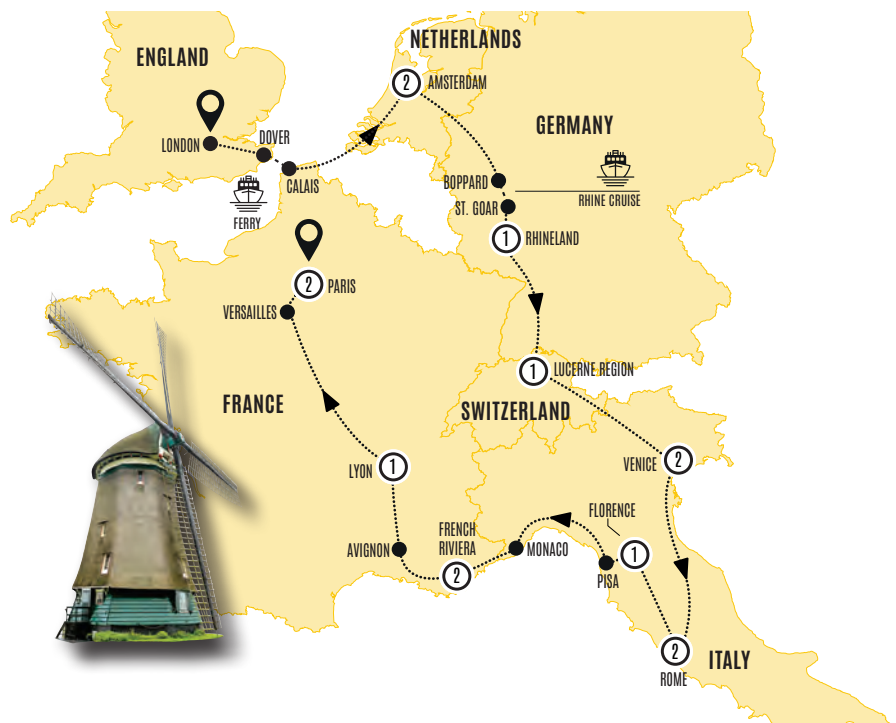 ENGLAND
NETHERLANDS
2
AMSTERDAM
LONDON
DOVER
CALAIS
FERRY
GERMANY
BOPPARD
ST. GOAR
RHINE CRUISE
1
RHINELAND
2
PARIS
VERSAILLES
1
LUCERNE REGION
SWITZERLAND
FRANCE
LYON
1
VENICE
2
FLORENCE
1
PISA
AVIGNON
FRENCH
RIVIERA
2
MONACO
2
ROME
ITALY